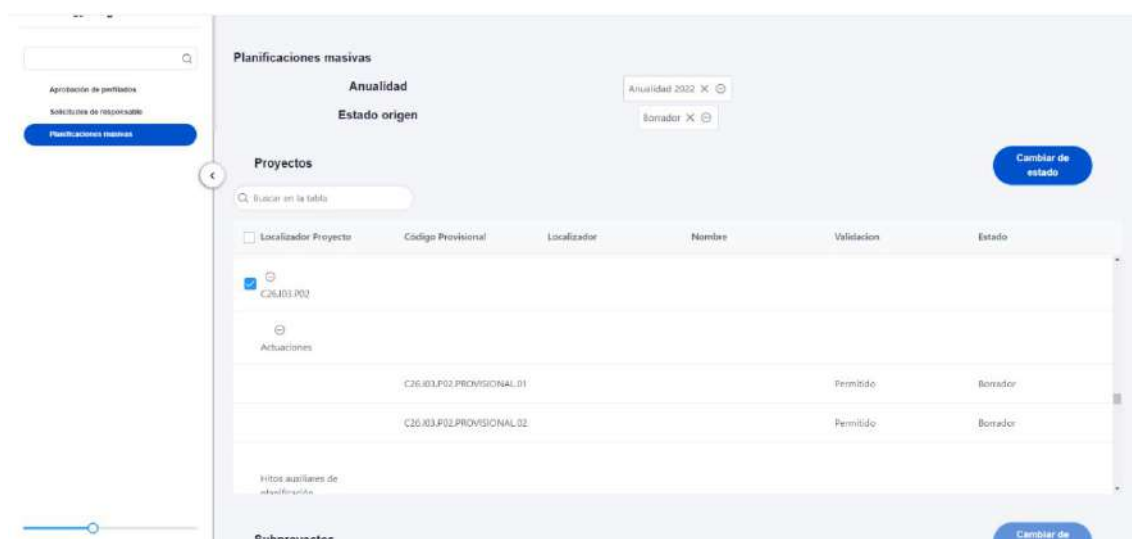 Aprobación de perfilados
Solicitudes de responsable
Planificaciones masivas
Planificaciones masivas
Anualidad
Anualidad 2022
Estado origen
Borrador
Proyectos
Cambiar de
estado
Buscar en la tabla
Localizador Proyecto Código Provisional Localizador Nombre Validacion Estado
C26.I03.P02
Actuaciones
C26.I03.P02.PROVISIONAL.01 Permitido Borrador
C26.I03.P02.PROVISIONAL.02 Permitido Borrador
Hitos auxiliares de
planificación
Subproyectos
Cambiar de